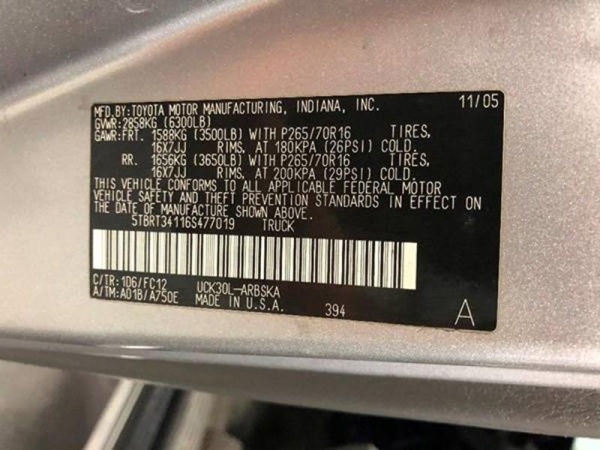 MFD. BY: TOYOTA MOTOR MANUFACTURING, INDIANA, INC. 11/05
GVWR: 2858KG (6300LB)
GAWR: FRT. 1588KG (3500LB) WITH P265/70R16 TIRES,
16X7JJ RIMS, AT 180KPA (26PSI) COLD.
RR. 1656KG (3650LB) WITH P265/70R16 TIRES,
16X7JJ RIMS, AT 200KPA (29PSI) COLD.
THIS VEHICLE CONFORMS TO ALL APPLICABLE FEDERAL MOTOR
VEHICLE SAFETY AND THEFT PREVENTION STANDARDS IN EFFECT ON
THE DATE OF MANUFACTURE SHOWN ABOVE.
5TBRT34116S477019 TRUCK
C/TR: 1D6/FC12 UCK30L-ARBSKA
A/TM: A01B/A750E MADE IN U.S.A. 394 A